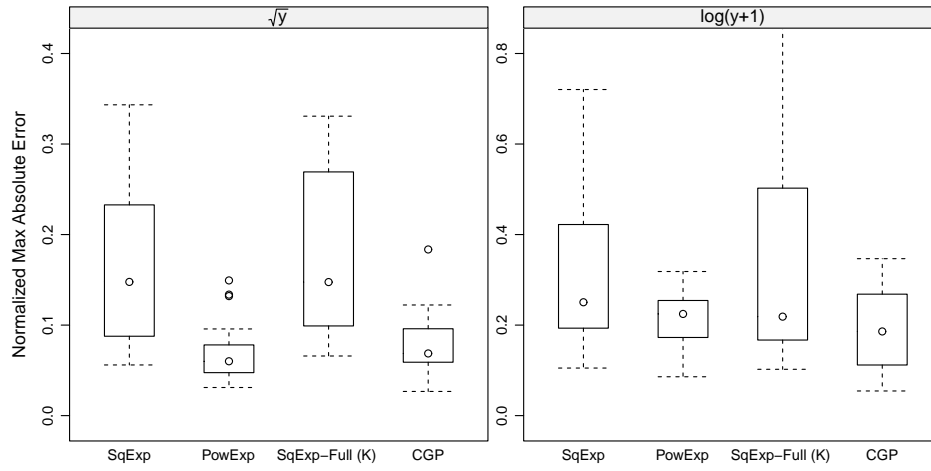 √y
log(y+1)
Normalized Max Absolute Error
0.4
0.3
0.2
0.1
0.0
0.8
0.6
0.4
0.2
0.0
SqExp PowExp SqExp−Full (K) CGP
SqExp PowExp SqExp−Full (K) CGP